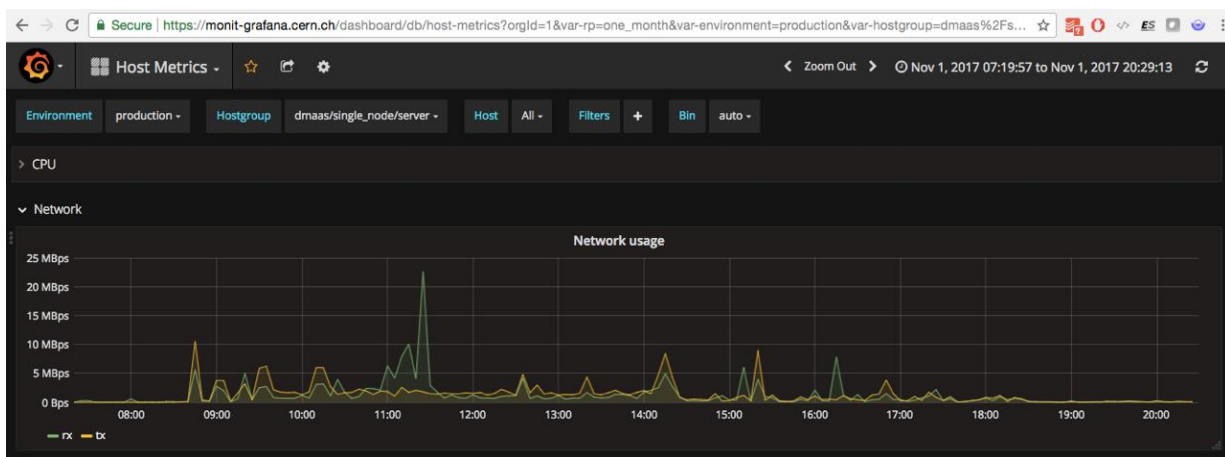 Secure | https://monit-grafana.cern.ch/dashboard/db/host-metrics?orgId=1&var-rp=one_month&var-environment=production&var-hostgroup=dmaas%2Fs... ES
Host Metrics Zoom Out Nov 1, 2017 07:19:57 to Nov 1, 2017 20:29:13
Environment production Hostgroup dmaas/single_node/server Host All Filters + Bin auto
CPU
Network
Network usage
25 MBps
20 MBps
15 MBps
10 MBps
5 MBps
0 Bps
08:00 09:00 10:00 11:00 12:00 13:00 14:00 15:00 16:00 17:00 18:00 19:00 20:00
rx tx